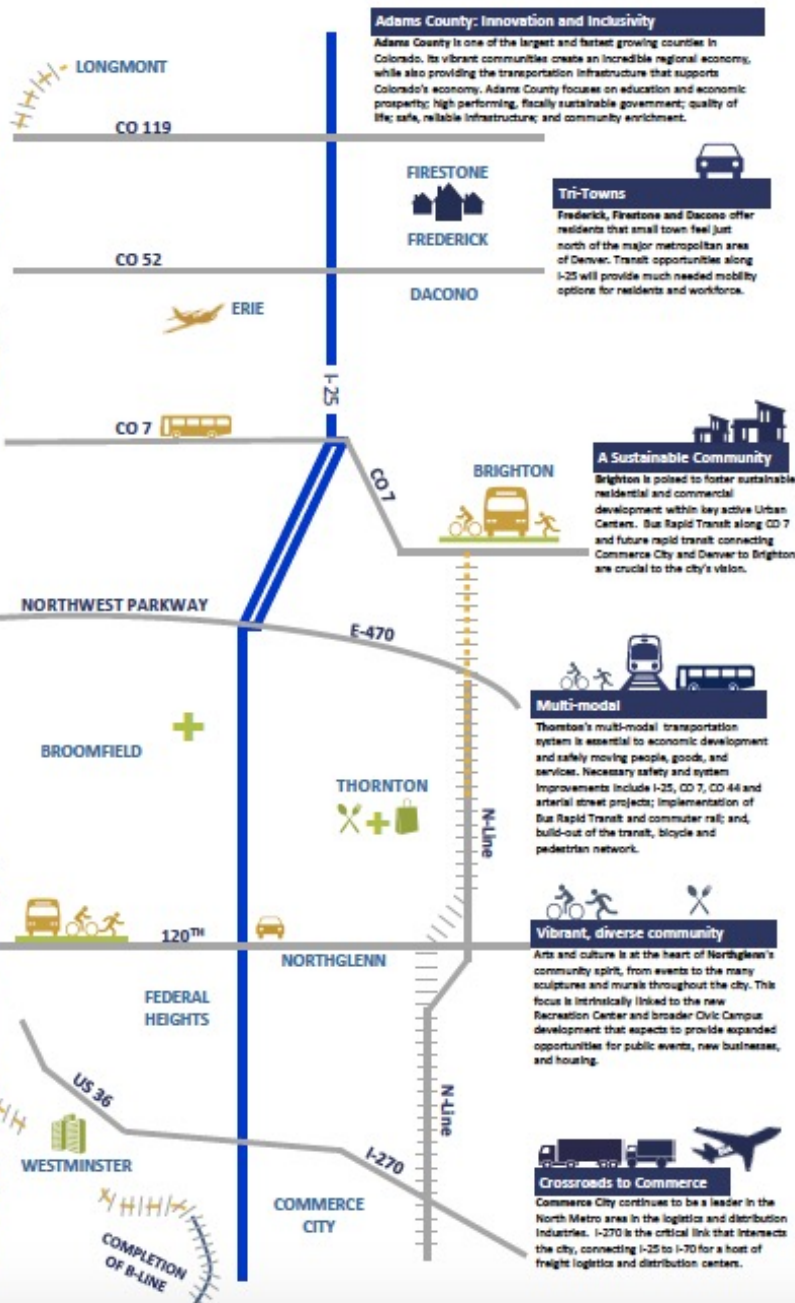 Adams County: Innovation and Inclusivity
Adams County is one of the largest and fastest growing counties in
Colorado. Its vibrant communities create an incredible regional economy,
while also providing the transportation infrastructure that supports
Colorado's economy. Adams County focuses on education and economic
prosperity; high performing, fiscally sustainable government; quality of
life; safe, reliable infrastructure; and community enrichment.
LONGMONT
CO 119
FIRESTONE
FREDERICK
Tri-Towns
Frederick, Firestone and Dacono offer
residents that small town feel just
north of the major metropolitan area
of Denver. Transit opportunities along
I-25 will provide much needed mobility
options for residents and workforce.
CO 52
DACONO
ERIE
I-25
CO 7
CO 7
BRIGHTON
A Sustainable Community
Brighton is poised to foster sustainable
residential and commercial
development within key active Urban
Centers. Bus Rapid Transit along CO 7
and future rapid transit connecting
Commerce City and Denver to Brighton
are crucial to the city's vision.
NORTHWEST PARKWAY
E-470
Multi-modal
Thornton's multi-modal transportation
system is essential to economic development
and safely moving people, goods, and
services. Necessary safety and system
improvements include I-25, CO 7, CO 44 and
arterial street projects; implementation of
Bus Rapid Transit and commuter rail; and,
build-out of the transit, bicycle and
pedestrian network.
BROOMFIELD
THORNTON
N-Line
120TH
NORTHGLENN
Vibrant, diverse community
Arts and culture is at the heart of Northglenn's
community spirit, from events to the many
sculptures and murals throughout the city. This
focus is intrinsically linked to the new
Recreation Center and broader Civic Campus
development that expects to provide expanded
opportunities for public events, new businesses,
and housing.
FEDERAL
HEIGHTS
US 36
N-Line
I-270
WESTMINSTER
COMMERCE
CITY
COMPLETION
OF B-LINE
Crossroads to Commerce
Commerce City continues to be a leader in the
North Metro area in the logistics and distribution
industries. I-270 is the critical link that intersects
the city, connecting I-25 to I-70 for a host of
freight logistics and distribution centers.